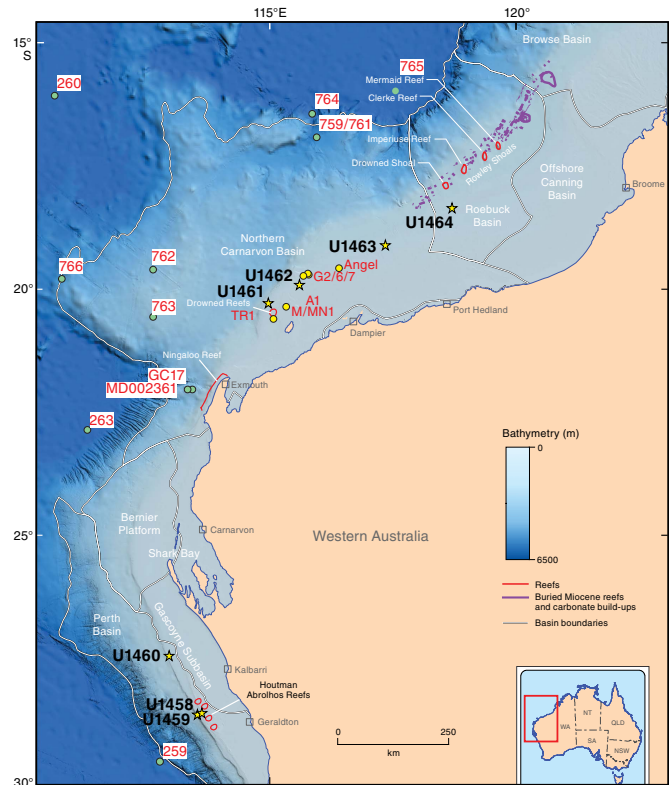 115°E
120°E
15°
S
Browse Basin
765
260
Mermaid Reef
Clerke Reef
764
759/761
Imperiuse Reef
Drowned Shoal
Rowley Shoals
Offshore
Canning
Basin
Broome
U1464
Roebuck
Basin
Northern
Carnarvon Basin
U1463
762
766
Angel
U1462
G2/6/7
20°
U1461
Drowned Reefs
A1
763
TR1
M/MN1
Port Hedland
Dampier
Ningaloo Reef
GC17
MD002361
Exmouth
263
Bathymetry (m)
0
6500
25°
Bernier
Platform
Carnarvon
Western Australia
Shark Bay
Reefs
Buried Miocene reefs
and carbonate build-ups
Basin boundaries
Perth
Basin
Gascoyne Subbasin
U1460
Kalbarri
Houtman
Abrolhos Reefs
U1458
U1459
Geraldton
259
0
250
km
NT
WA
QLD
SA
NSW
30°